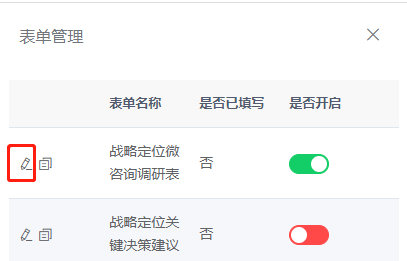 表单管理
表单名称 是否已填写 是否开启
战略定位微
咨询调研表 否
战略定位关
键决策建议 否